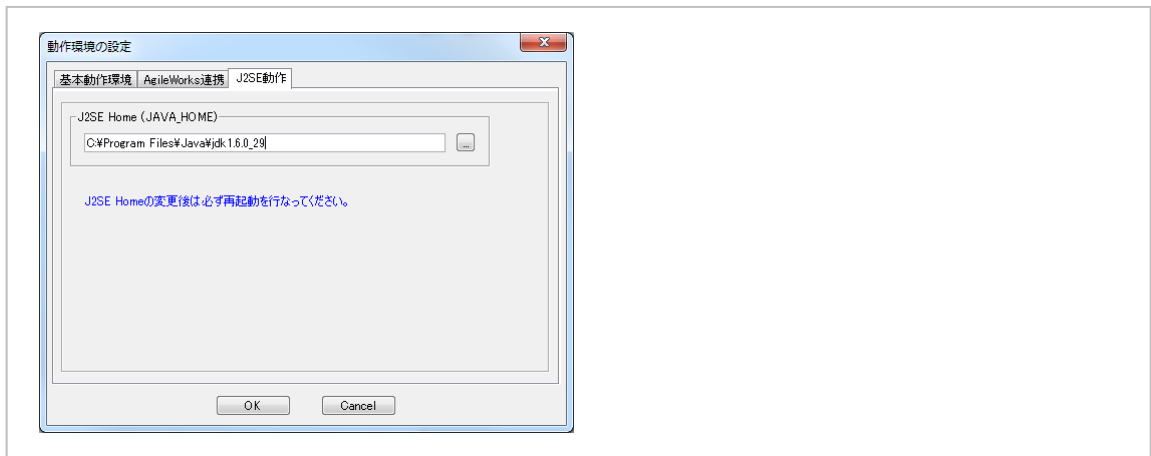 動作環境の設定
基本動作環境 AgileWorks連携 J2SE動作
J2SE Home (JAVA_HOME)
C:¥Program Files¥Java¥jdk1.6.0_29
...
J2SE Homeの変更後は必ず再起動を行なってください。
OK Cancel